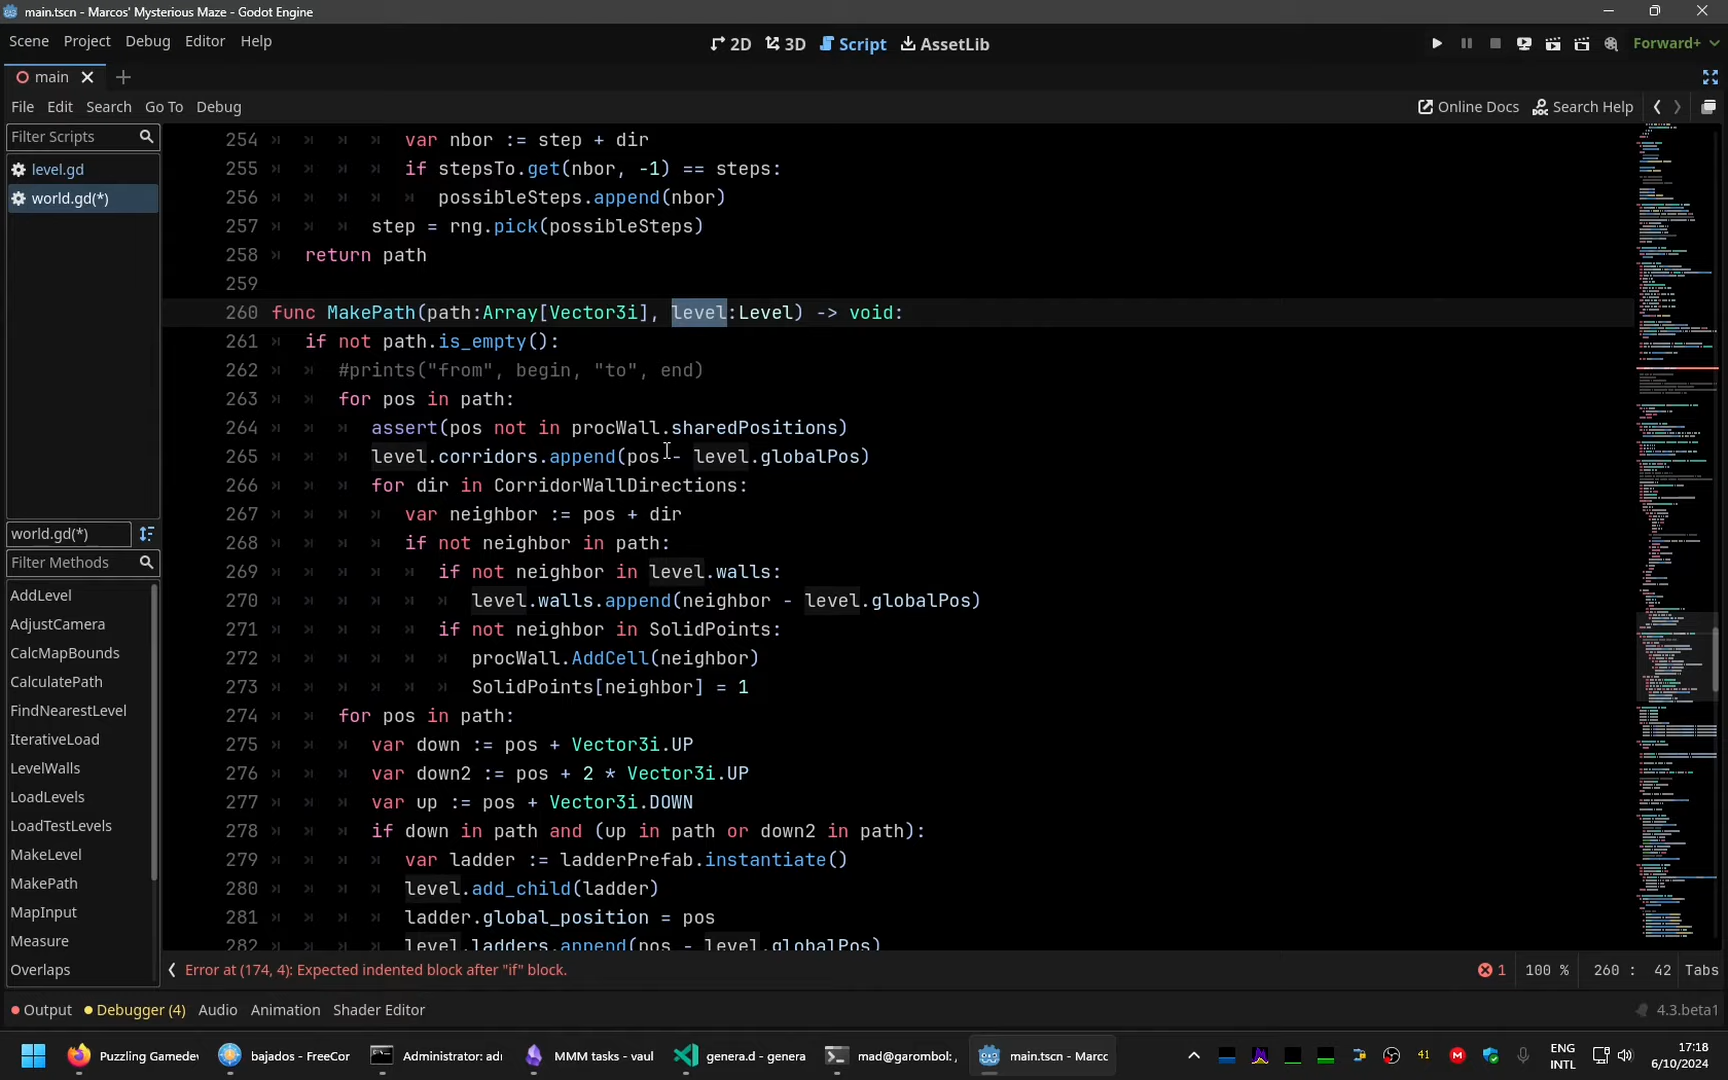 main.tscn - Marcos' Mysterious Maze - Godot Engine
Scene Project Debug Editor Help
2D 3D Script AssetLib
Forward+
main
File Edit Search Go To Debug
Online Docs Search Help
Filter Scripts
level.gd
world.gd(*)
world.gd(*)
Filter Methods
AddLevel
AdjustCamera
CalcMapBounds
CalculatePath
FindNearestLevel
IterativeLoad
LevelWalls
LoadLevels
LoadTestLevels
MakeLevel
MakePath
MapInput
Measure
Overlaps
254 var nbor := step + dir
255 if stepsTo.get(nbor, -1) == steps:
256 possibleSteps.append(nbor)
257 step = rng.pick(possibleSteps)
258 return path
259
260 func MakePath(path:Array[Vector3i], level:Level) -> void:
261 if not path.is_empty():
262 #prints("from", begin, "to", end)
263 for pos in path:
264 assert(pos not in procWall.sharedPositions)
265 level.corridors.append(pos - level.globalPos)
266 for dir in CorridorWallDirections:
267 var neighbor := pos + dir
268 if not neighbor in path:
269 if not neighbor in level.walls:
270 level.walls.append(neighbor - level.globalPos)
271 if not neighbor in SolidPoints:
272 procWall.AddCell(neighbor)
273 SolidPoints[neighbor] = 1
274 for pos in path:
275 var down := pos + Vector3i.UP
276 var down2 := pos + 2 * Vector3i.UP
277 var up := pos + Vector3i.DOWN
278 if down in path and (up in path or down2 in path):
279 var ladder := ladderPrefab.instantiate()
280 level.add_child(ladder)
281 ladder.global_position = pos
282 level.ladders.append(pos - level.globalPos)
Error at (174, 4): Expected indented block after "if" block.
1 100 % 260 : 42 Tabs
Output Debugger (4) Audio Animation Shader Editor
4.3.beta1
Puzzling Gamedev
bajados - FreeCor
Administrator: adm
MMM tasks - vaul
genera.d - genera
mad@garombol:
main.tscn - Marcc
41
ENG
INTL
17:18
6/10/2024